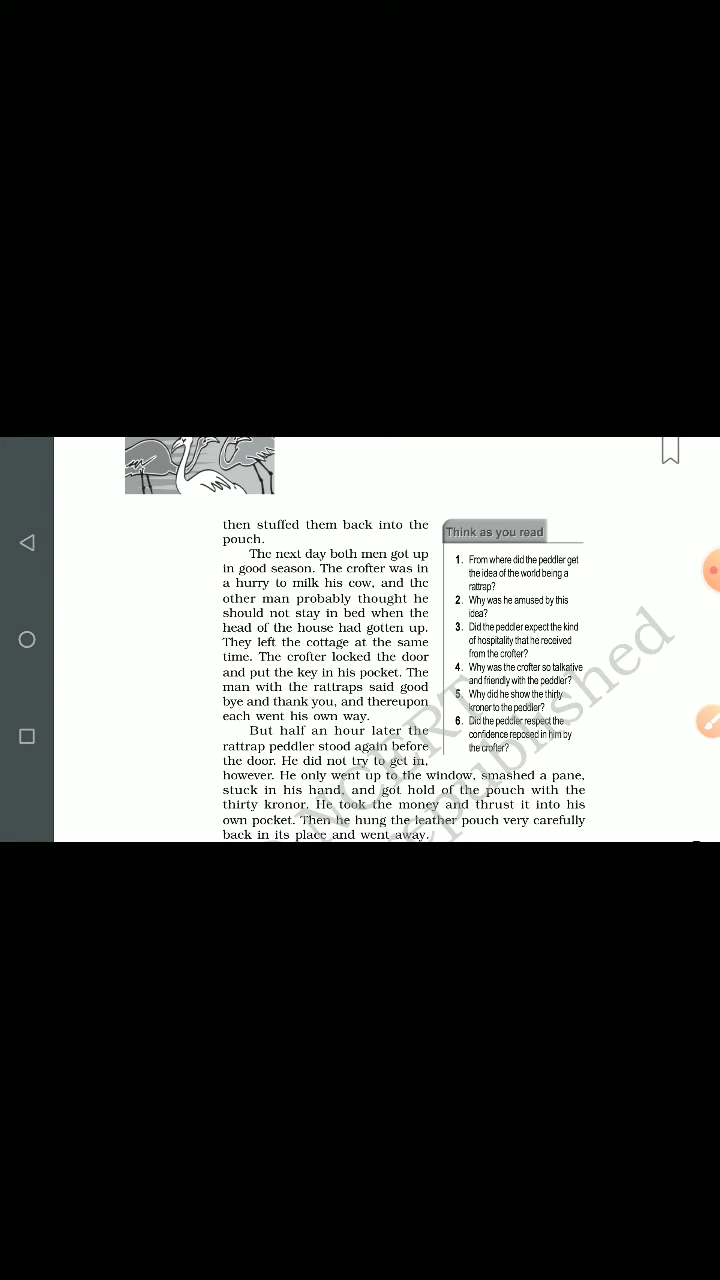 then stuffed them back into the
pouch.
The next day both men got up
in good season. The crofter was in
a hurry to milk his cow, and the
other man probably thought he
should not stay in bed when the
head of the house had gotten up.
They left the cottage at the same
time. The crofter locked the door
and put the key in his pocket. The
man with the rattraps said good
bye and thank you, and thereupon
each went his own way.
But half an hour later the
rattrap peddler stood again before
the door. He did not try to get in,
however. He only went up to the window, smashed a pane,
stuck in his hand, and got hold of the pouch with the
thirty kronor. He took the money and thrust it into his
own pocket. Then he hung the leather pouch very carefully
back in its place and went away.
Think as you read
1. From where did the peddler get
the idea of the world being a
rattrap?
2. Why was he amused by this
idea?
3. Did the peddler expect the kind
of hospitality that he received
from the crofter?
4. Why was the crofter so talkative
and friendly with the peddler?
5. Why did he show the thirty
kroner to the peddler?
6. Did the peddler respect the
confidence reposed in him by
the crofter?
NCERT
republished